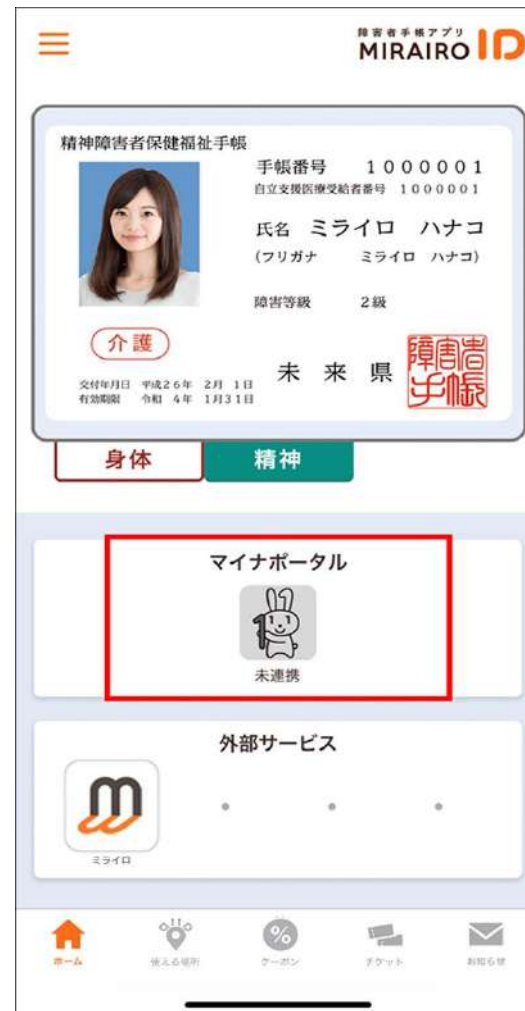 障害者手帳アプリ
MIRAIRO ID
精神障害者保健福祉手帳
手帳番号 1000001
自立支援医療受給者番号 1000001
氏名 ミライロ ハナコ
(フリガナ ミライロ ハナコ)
障害等級 2級
介護
交付年月日 平成26年 2月 1日
有効期限 令和 4年 1月31日
未来県
障害者
手帳
身体
精神
マイナポータル
1
未連携
外部サービス
ミライロ
ホーム
使える場所
クーポン
チケット
お知らせ